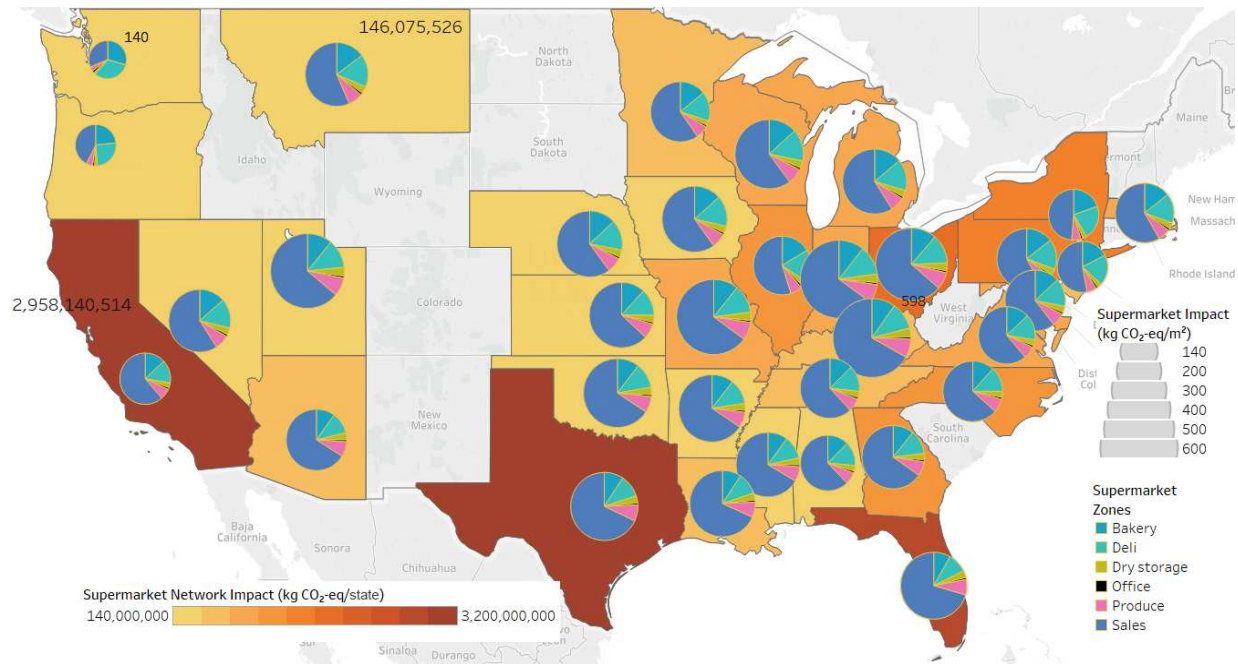 140
146,075,526
North
Dakota
Maine
South
Dakota
Idaho
Wyoming
New Ham
Massach
Rhode Island
2,958,140,514
Colorado
West
Virginia
598
Supermarket Impact
(kg CO₂-eq/m²)
140
200
300
400
500
600
Dist
Col
New
Mexico
South
Carolina
Baja
California
Sonora
Chihuahua
Supermarket
Zones
Bakery
Deli
Dry storage
Office
Produce
Sales
Supermarket Network Impact (kg CO₂-eq/state)
140,000,000
3,200,000,000
Sinaloa
Durango